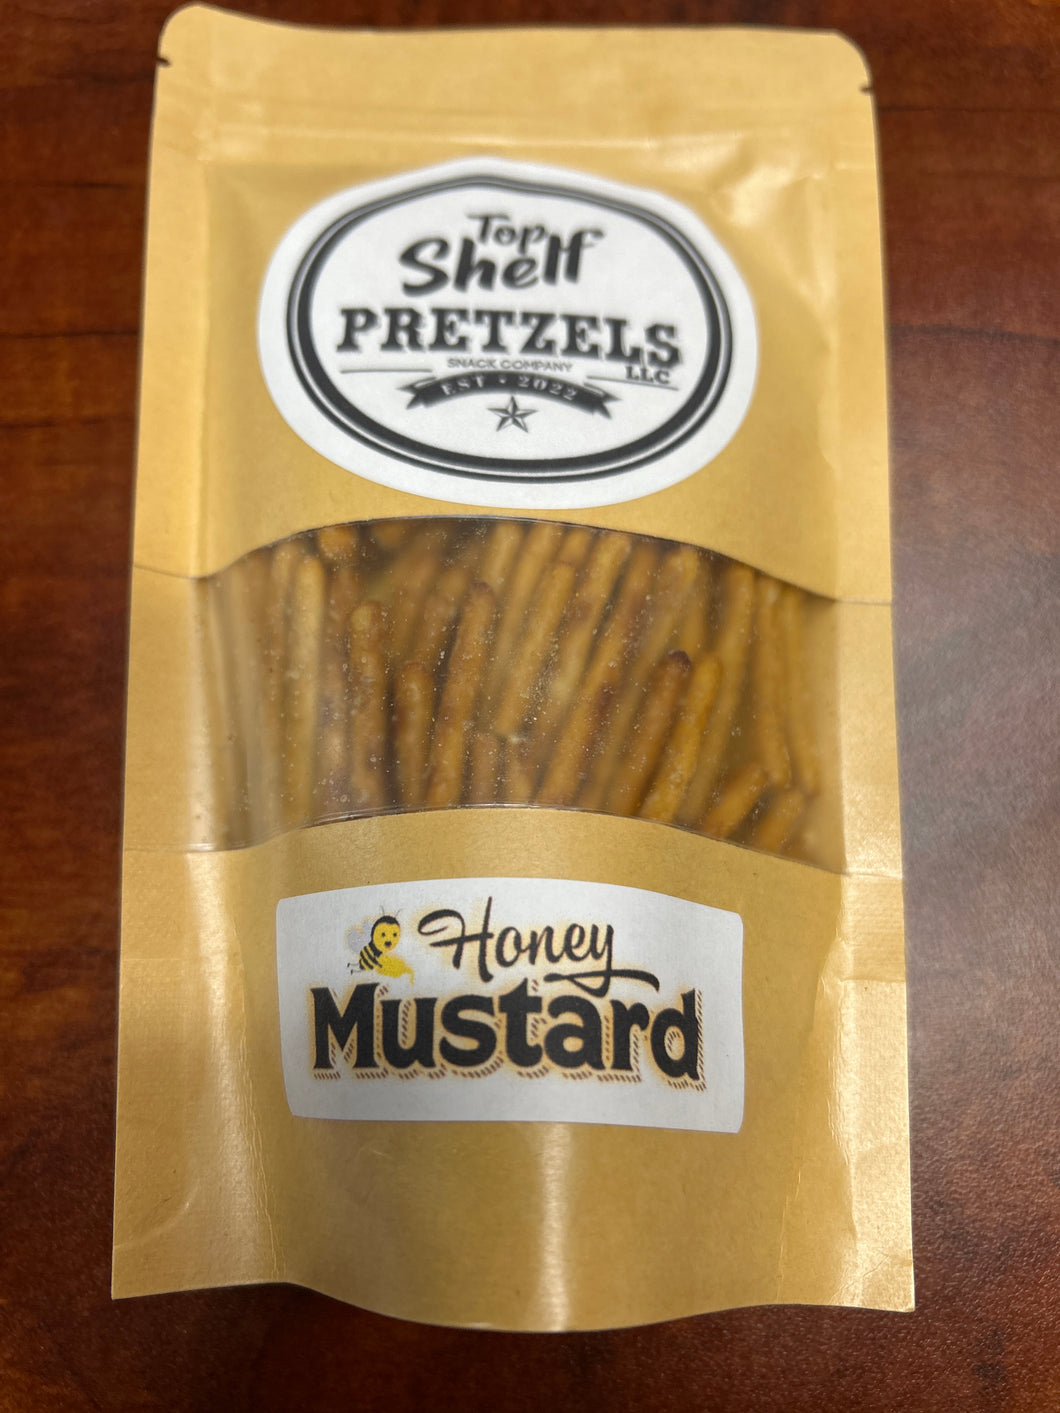 Top
Shelf
PRETZELS
SNACK COMPANY
LLC
EST • 2022
Honey
Mustard